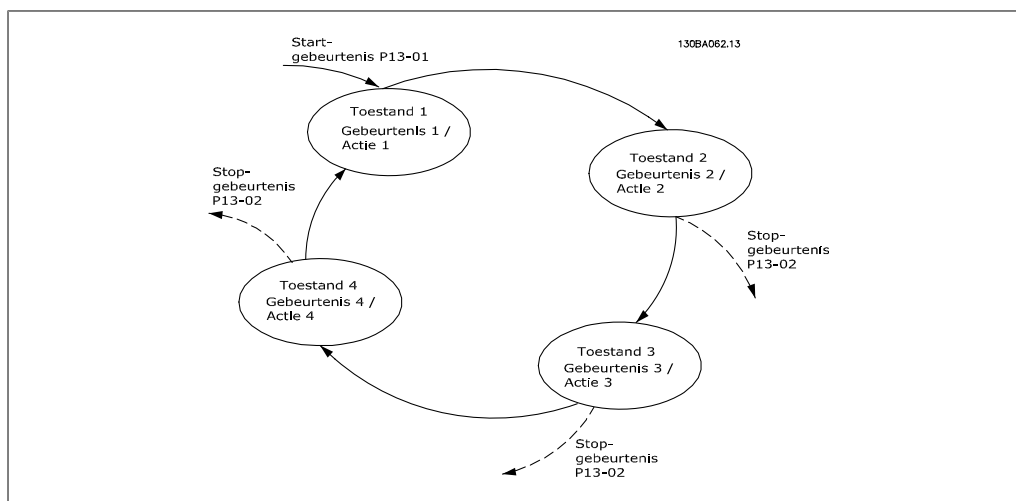 Start-
gebeurtenis P13-01
130BA062.13
Toestand 1
Gebeurtenis 1 /
Actie 1
Toestand 2
Gebeurtenis 2 /
Actie 2
Stop-
gebeurtenis
P13-02
Stop-
gebeurtenis
P13-02
Toestand 4
Gebeurtenis 4 /
Actie 4
Toestand 3
Gebeurtenis 3 /
Actie 3
Stop-
gebeurtenis
P13-02